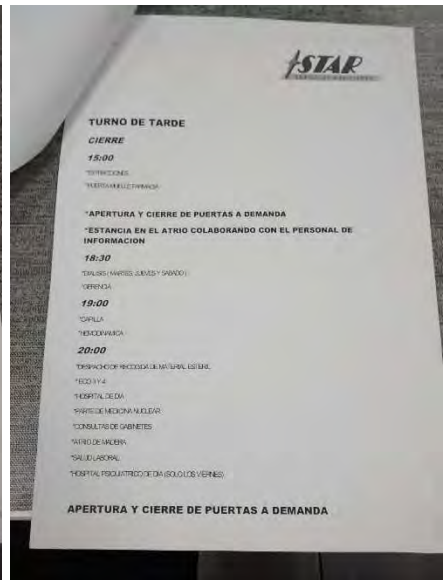 STAR
TURNO DE TARDE
CIERRE
15:00
*EXTRACCIONES
*PUERTA MUELLE FARMACIA
*APERTURA Y CIERRE DE PUERTAS A DEMANDA
*ESTANCIA EN EL ATRIO COLABORANDO CON EL PERSONAL DE
INFORMACION
18:30
*DIALISIS ( MARTES, JUEVES Y SABADO )
*GERENCIA
19:00
*CAPILLA
*HEMODINAMICA
20:00
*DESPACHO DE RECOGIDA DE MATERIAL ESTERIL
*ECO 3 Y 4
*HOSPITAL DE DIA
*PARTE DE MEDICINA NUCLEAR
*CONSULTAS DE GABINETES
*ATRIO DE MADERA
*SALUD LABORAL
*HOSPITAL PSIQUIATRICO DE DIA (SOLO LOS VIERNES)
APERTURA Y CIERRE DE PUERTAS A DEMANDA